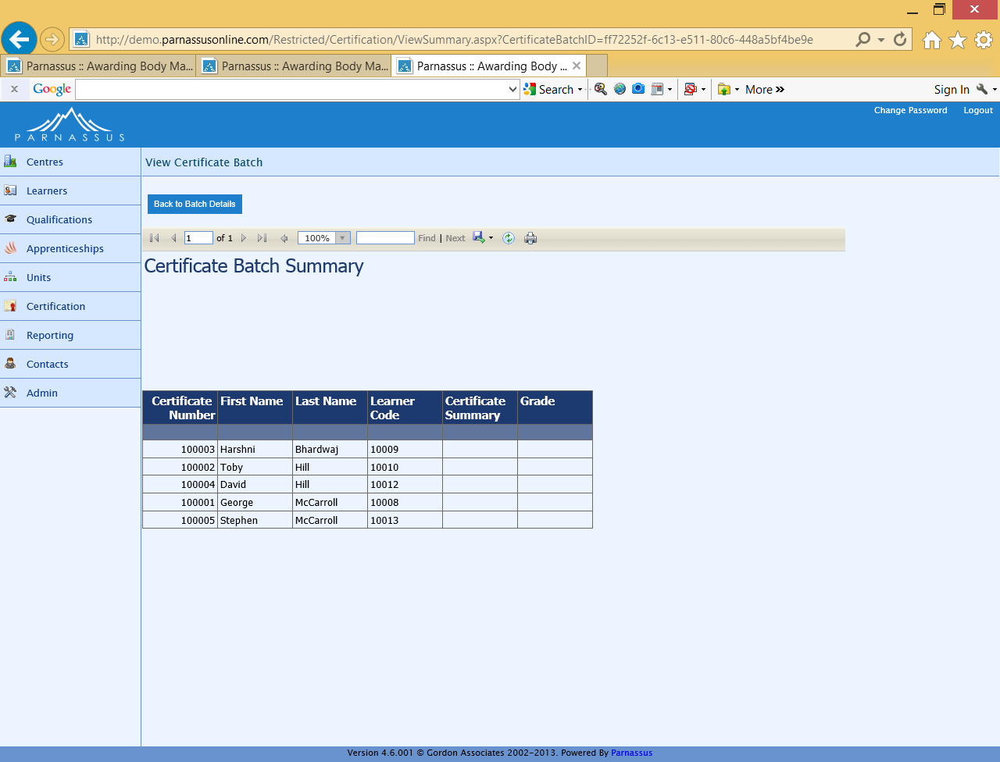 http://demo.parnassusonline.com/Restricted/Certification/ViewSummary.aspx?CertificateBatchID=ff72252f-6c13-e511-80c6-448a5bf4be9e
Parnassus :: Awarding Body Ma... Parnassus :: Awarding Body Ma... Parnassus :: Awarding Body ...
x Google Search More » Sign In
Change Password Logout
PARNASSUS
Centres
Learners
Qualifications
Apprenticeships
Units
Certification
Reporting
Contacts
Admin
View Certificate Batch
Back to Batch Details
1 of 1 100% Find | Next
Certificate Batch Summary
Certificate Number First Name Last Name Learner Code Certificate Summary Grade
100003 Harshni Bhardwaj 10009
100002 Toby Hill 10010
100004 David Hill 10012
100001 George McCarroll 10008
100005 Stephen McCarroll 10013
Version 4.6.001 © Gordon Associates 2002-2013. Powered By Parnassus